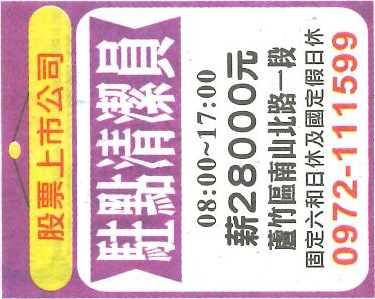 股票上市公司
駐點清潔員
08:00~17:00
薪28000元
蘆竹區南山北路一段
固定六和日休及國定假日休
0972-111599